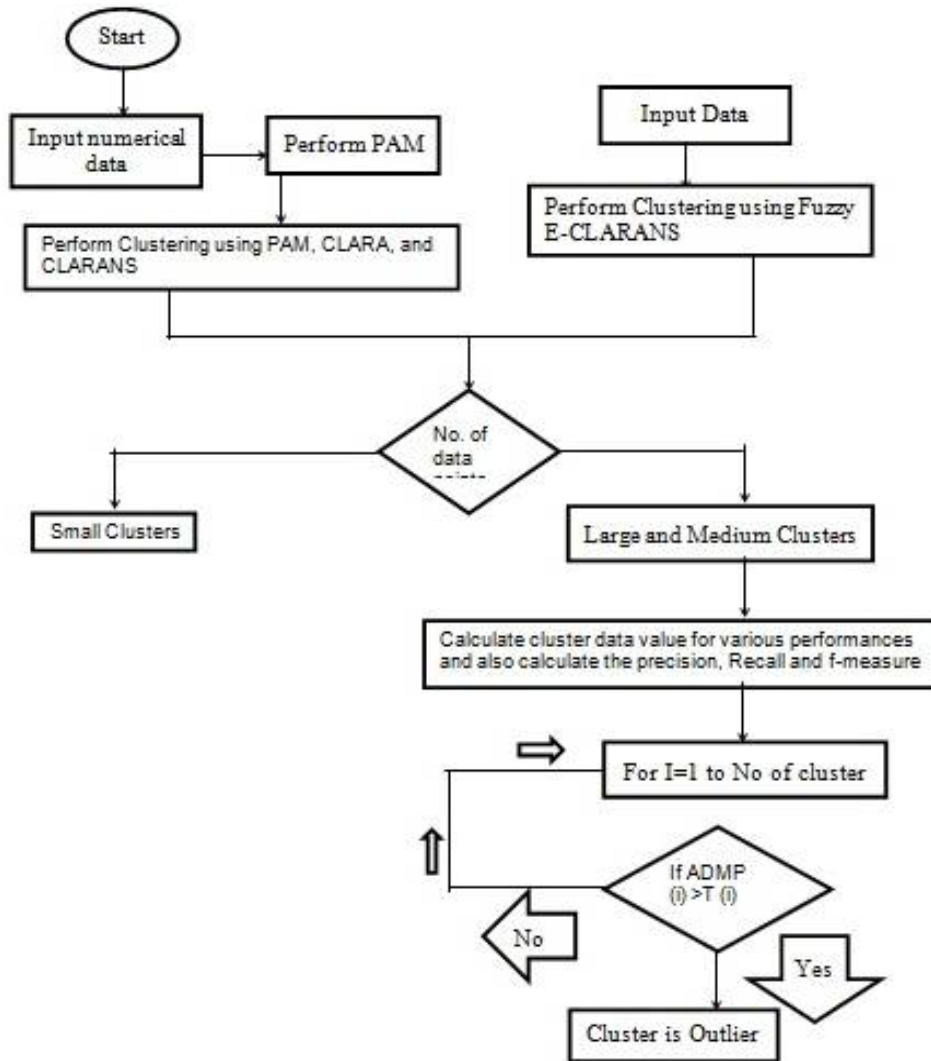 Start
Input numerical
data
Perform PAM
Input Data
Perform Clustering using PAM, CLARA, and
CLARANS
Perform Clustering using Fuzzy
E-CLARANS
No. of
data
Small Clusters
Large and Medium Clusters
Calculate cluster data value for various performances
and also calculate the precision, Recall and f-measure
For I=1 to No of cluster
If ADMP
(i) >T (i)
No
Yes
Cluster is Outlier